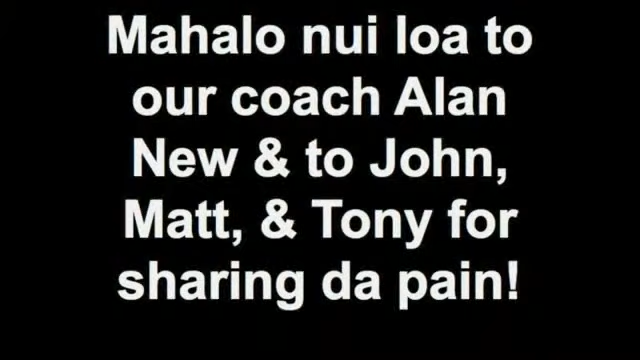 Mahalo nui loa to
our coach Alan
New & to John,
Matt, & Tony for
sharing da pain!